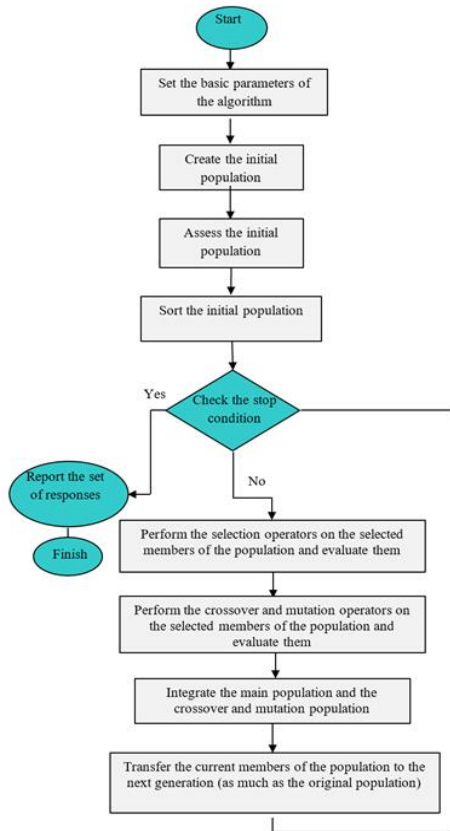 Start
Set the basic parameters of
the algorithm
Create the initial
population
Assess the initial
population
Sort the initial population
Check the stop
condition
Yes
No
Report the set
of responses
Finish
Perform the selection operators on the selected
members of the population and evaluate them
Perform the crossover and mutation operators on
the selected members of the population and
evaluate them
Integrate the main population and the
crossover and mutation population
Transfer the current members of the population to the
next generation (as much as the original population)